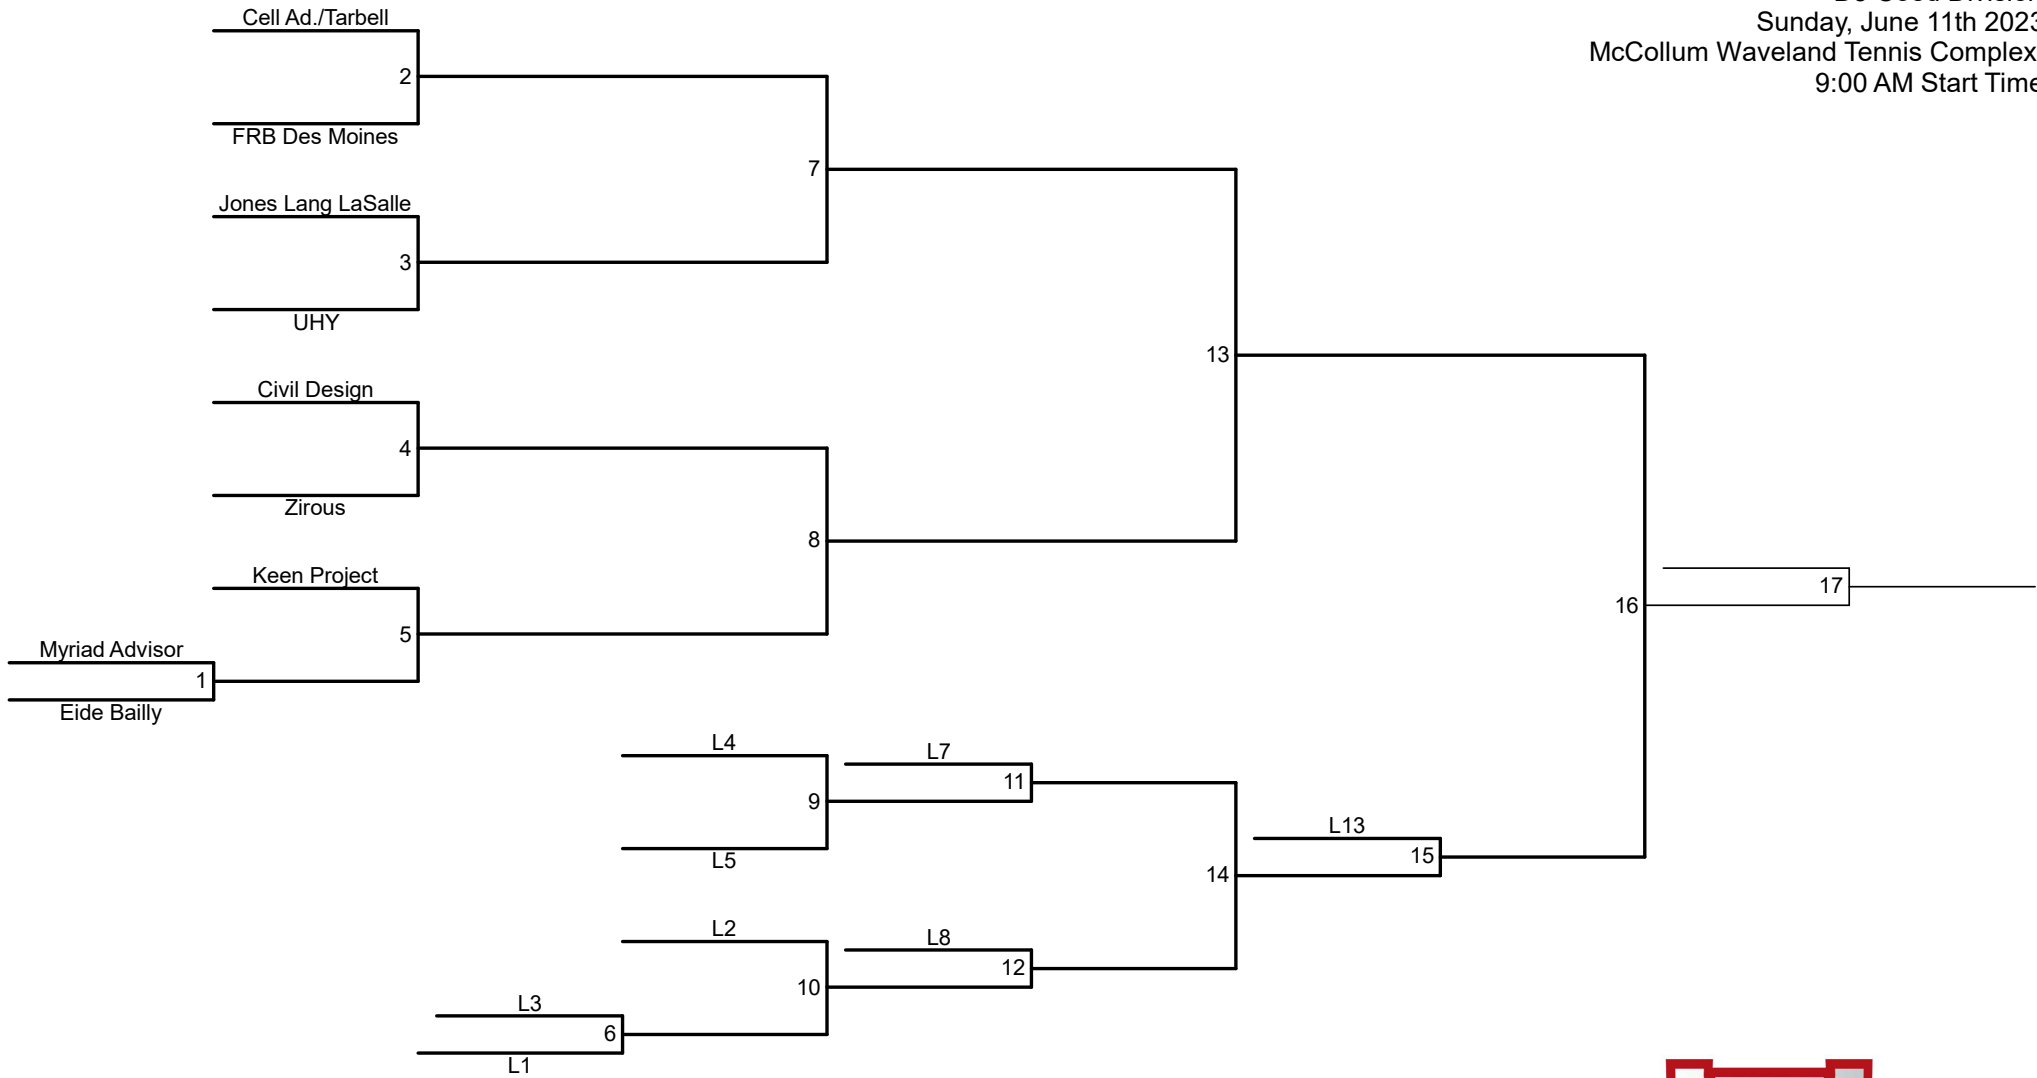 Sunday, June 11th 2023
McCollum Waveland Tennis Complex
9:00 AM Start Time
Cell Ad./Tarbell
2
FRB Des Moines
7
Jones Lang LaSalle
3
UHY
13
Civil Design
4
Zirous
8
Keen Project
5
17
16
Myriad Advisor
1
Eide Bailly
L4
L7
11
9
L5
L13
15
14
L2
L8
12
10
L3
6
L1